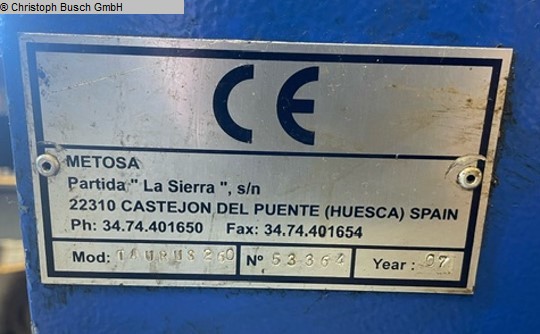 © Christoph Busch GmbH
CE
METOSA
Partida " La Sierra ", s/n
22310 CASTEJON DEL PUENTE (HUESCA) SPAIN
Ph: 34.74.401650 Fax: 34.74.401654
Mod: TAURUS 260 Nº 53364 Year: 97